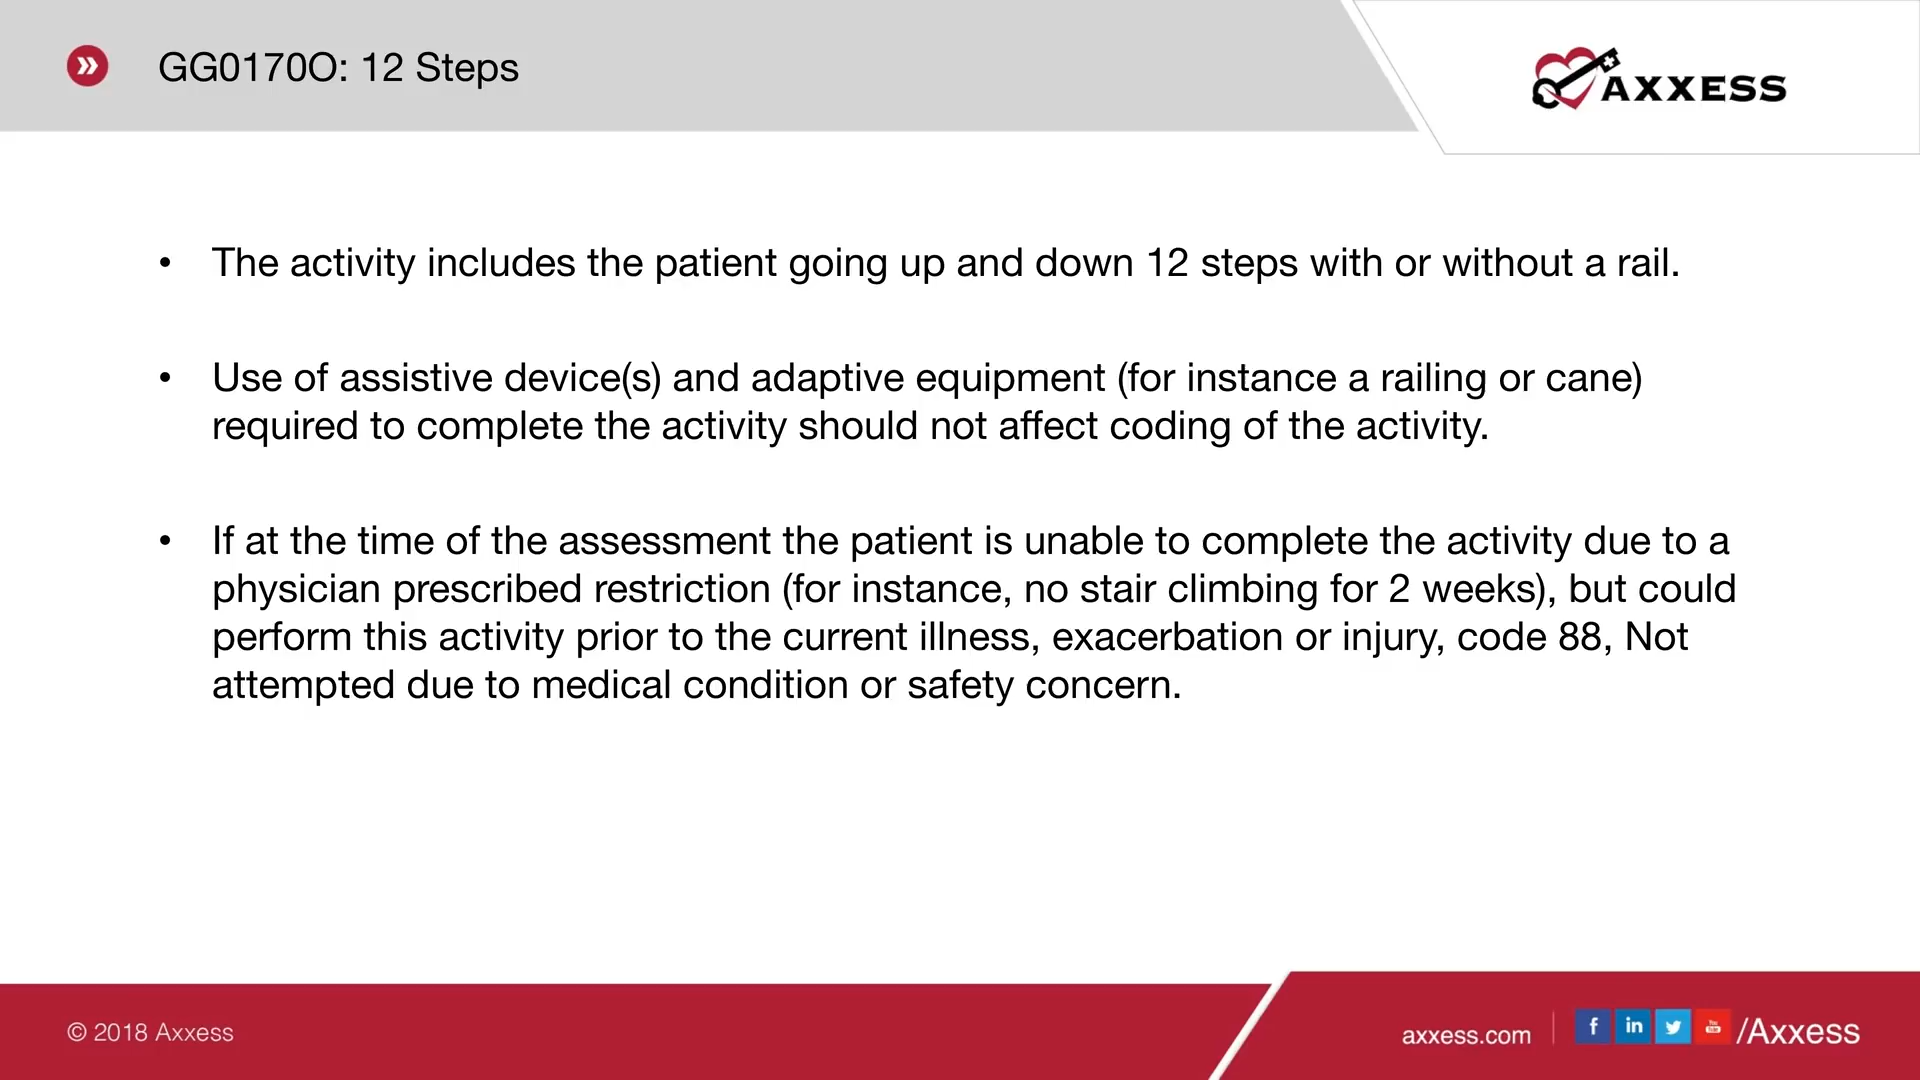 GG0170O: 12 Steps
AXXESS
• The activity includes the patient going up and down 12 steps with or without a rail.
• Use of assistive device(s) and adaptive equipment (for instance a railing or cane)
required to complete the activity should not affect coding of the activity.
• If at the time of the assessment the patient is unable to complete the activity due to a
physician prescribed restriction (for instance, no stair climbing for 2 weeks), but could
perform this activity prior to the current illness, exacerbation or injury, code 88, Not
attempted due to medical condition or safety concern.
© 2018 Axxess
axxess.com
/Axxess